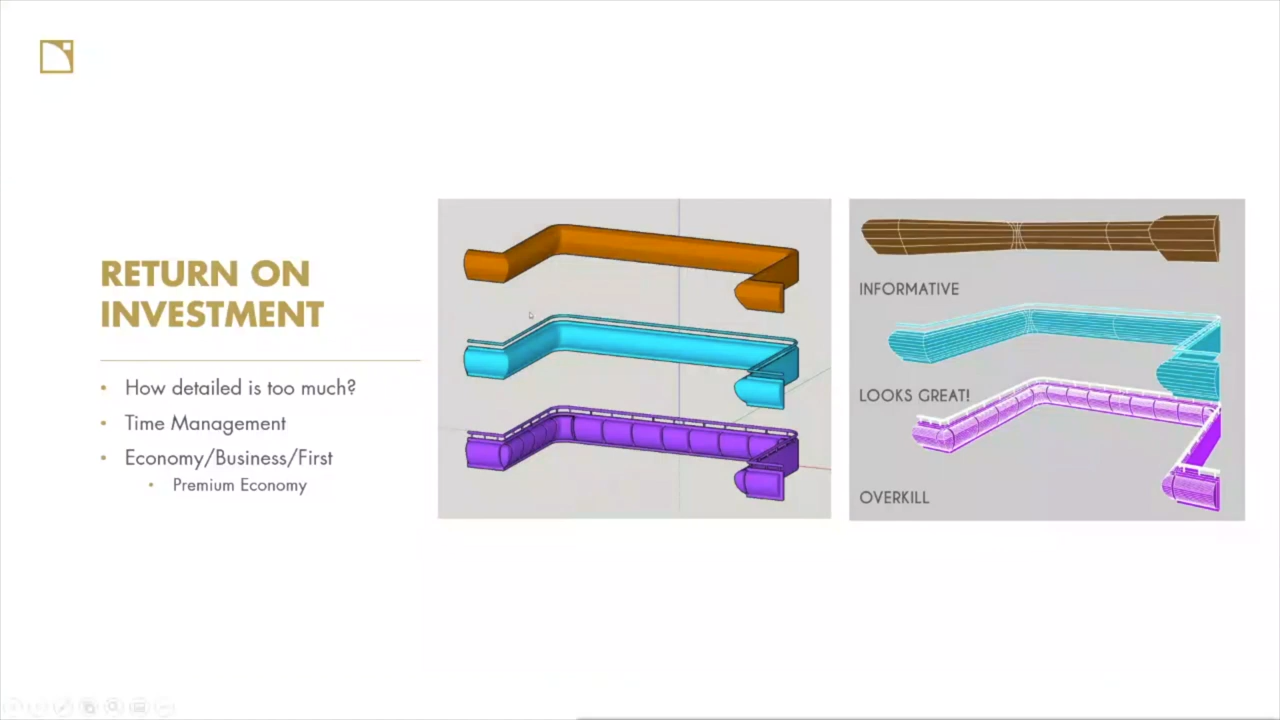 RETURN ON
INVESTMENT
How detailed is too much?
Time Management
Economy/Business/First
Premium Economy
INFORMATIVE
LOOKS GREAT!
OVERKILL